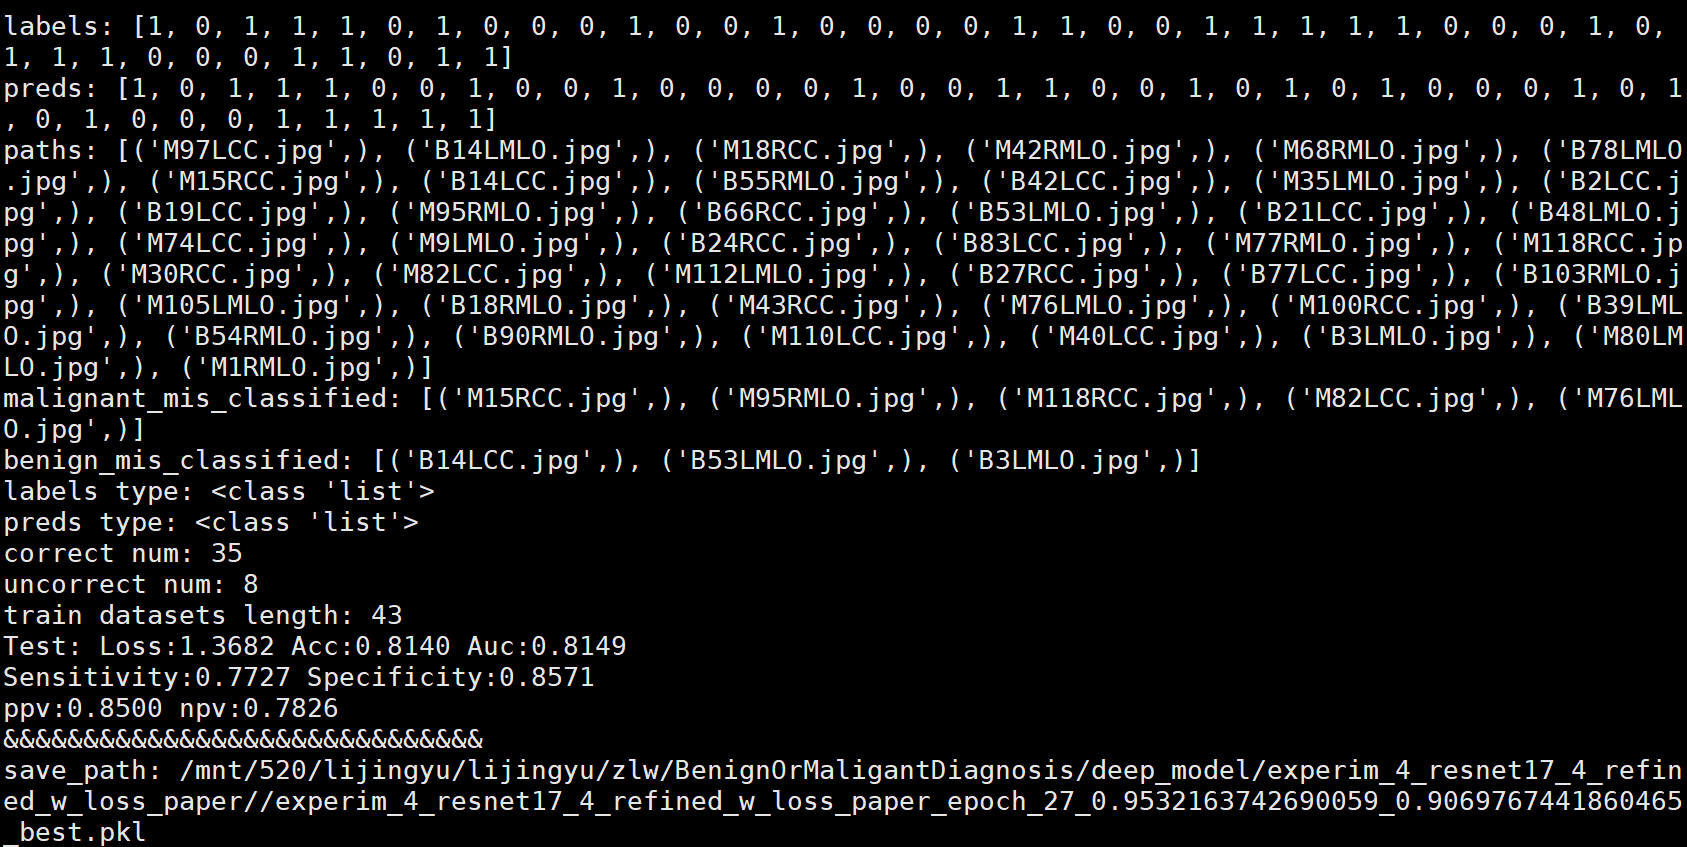 labels: [1, 0, 1, 1, 1, 0, 1, 0, 0, 0, 1, 0, 0, 1, 0, 0, 0, 0, 1, 1, 0, 0, 1, 1, 1, 1, 1, 0, 0, 0, 1, 0,
1, 1, 1, 0, 0, 0, 1, 1, 0, 1, 1]
preds: [1, 0, 1, 1, 1, 0, 0, 1, 0, 0, 1, 0, 0, 0, 0, 1, 0, 0, 1, 1, 0, 0, 1, 0, 1, 0, 1, 0, 0, 0, 1, 0, 1
, 0, 1, 0, 0, 0, 1, 1, 1, 1, 1]
paths: [('M97LCC.jpg',), ('B14LMLO.jpg',), ('M18RCC.jpg',), ('M42RMLO.jpg',), ('M68RMLO.jpg',), ('B78LMLO
.jpg',), ('M15RCC.jpg',), ('B14LCC.jpg',), ('B55RMLO.jpg',), ('B42LCC.jpg',), ('M35LMLO.jpg',), ('B2LCC.j
pg',), ('B19LCC.jpg',), ('M95RMLO.jpg',), ('B66RCC.jpg',), ('B53LMLO.jpg',), ('B21LCC.jpg',), ('B48LMLO.j
pg',), ('M74LCC.jpg',), ('M9LMLO.jpg',), ('B24RCC.jpg',), ('B83LCC.jpg',), ('M77RMLO.jpg',), ('M118RCC.jp
g',), ('M30RCC.jpg',), ('M82LCC.jpg',), ('M112LMLO.jpg',), ('B27RCC.jpg',), ('B77LCC.jpg',), ('B103RMLO.j
pg',), ('M105LMLO.jpg',), ('B18RMLO.jpg',), ('M43RCC.jpg',), ('M76LMLO.jpg',), ('M100RCC.jpg',), ('B39LML
O.jpg',), ('B54RMLO.jpg',), ('B90RMLO.jpg',), ('M110LCC.jpg',), ('M40LCC.jpg',), ('B3LMLO.jpg',), ('M80LM
LO.jpg',), ('M1RMLO.jpg',)]
malignant_mis_classified: [('M15RCC.jpg',), ('M95RMLO.jpg',), ('M118RCC.jpg',), ('M82LCC.jpg',), ('M76LML
O.jpg',)]
benign_mis_classified: [('B14LCC.jpg',), ('B53LMLO.jpg',), ('B3LMLO.jpg',)]
labels type: <class 'list'>
preds type: <class 'list'>
correct num: 35
uncorrect num: 8
train datasets length: 43
Test: Loss:1.3682 Acc:0.8140 Auc:0.8149
Sensitivity:0.7727 Specificity:0.8571
ppv:0.8500 npv:0.7826
&&&&&&&&&&&&&&&&&&&&&&&&&&&&&&
save_path: /mnt/520/lijingyu/lijingyu/zlw/BenignOrMaligantDiagnosis/deep_model/experim_4_resnet17_4_refin
ed_w_loss_paper//experim_4_resnet17_4_refined_w_loss_paper_epoch_27_0.9532163742690059_0.9069767441860465
_best.pkl